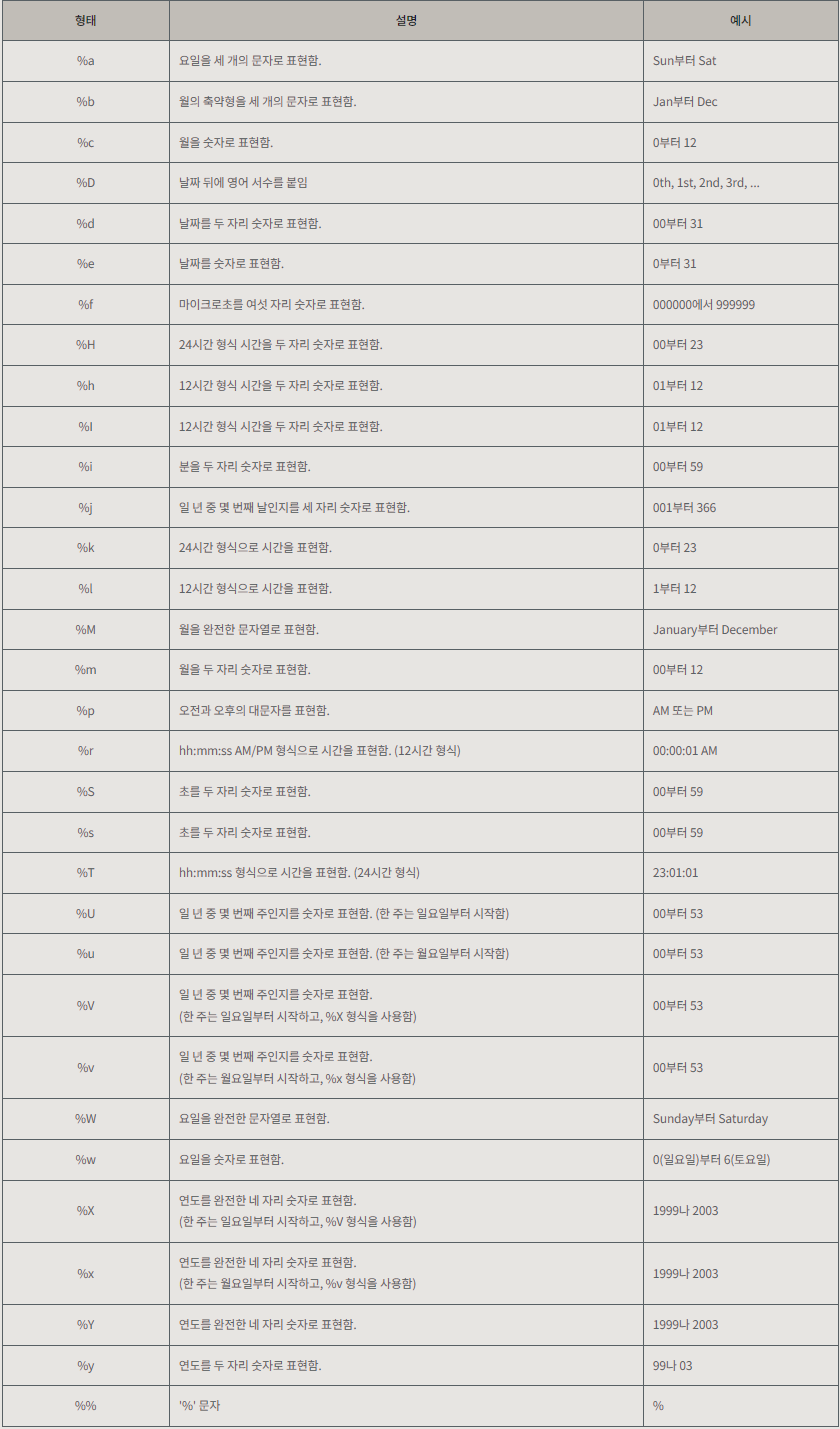 형태 설명 예시
%a 요일을 세 개의 문자로 표현함. Sun부터 Sat
%b 월의 축약형을 세 개의 문자로 표현함. Jan부터 Dec
%c 월을 숫자로 표현함. 0부터 12
%D 날짜 뒤에 영어 서수를 붙임 0th, 1st, 2nd, 3rd, ...
%d 날짜를 두 자리 숫자로 표현함. 00부터 31
%e 날짜를 숫자로 표현함. 0부터 31
%f 마이크로초를 여섯 자리 숫자로 표현함. 000000에서 999999
%H 24시간 형식 시간을 두 자리 숫자로 표현함. 00부터 23
%h 12시간 형식 시간을 두 자리 숫자로 표현함. 01부터 12
%I 12시간 형식 시간을 두 자리 숫자로 표현함. 01부터 12
%i 분을 두 자리 숫자로 표현함. 00부터 59
%j 일 년 중 몇 번째 날인지를 세 자리 숫자로 표현함. 001부터 366
%k 24시간 형식으로 시간을 표현함. 0부터 23
%l 12시간 형식으로 시간을 표현함. 1부터 12
%M 월을 완전한 문자열로 표현함. January부터 December
%m 월을 두 자리 숫자로 표현함. 00부터 12
%p 오전과 오후의 대문자를 표현함. AM 또는 PM
%r hh:mm:ss AM/PM 형식으로 시간을 표현함. (12시간 형식) 00:00:01 AM
%S 초를 두 자리 숫자로 표현함. 00부터 59
%s 초를 두 자리 숫자로 표현함. 00부터 59
%T hh:mm:ss 형식으로 시간을 표현함. (24시간 형식) 23:01:01
%U 일 년 중 몇 번째 주인지를 숫자로 표현함. (한 주는 일요일부터 시작함) 00부터 53
%u 일 년 중 몇 번째 주인지를 숫자로 표현함. (한 주는 월요일부터 시작함) 00부터 53
%V 일 년 중 몇 번째 주인지를 숫자로 표현함.
(한 주는 일요일부터 시작하고, %X 형식을 사용함) 00부터 53
%v 일 년 중 몇 번째 주인지를 숫자로 표현함.
(한 주는 월요일부터 시작하고, %x 형식을 사용함) 00부터 53
%W 요일을 완전한 문자열로 표현함. Sunday부터 Saturday
%w 요일을 숫자로 표현함. 0(일요일)부터 6(토요일)
%X 연도를 완전한 네 자리 숫자로 표현함.
(한 주는 일요일부터 시작하고, %V 형식을 사용함) 1999나 2003
%x 연도를 완전한 네 자리 숫자로 표현함.
(한 주는 월요일부터 시작하고, %v 형식을 사용함) 1999나 2003
%Y 연도를 완전한 네 자리 숫자로 표현함. 1999나 2003
%y 연도를 두 자리 숫자로 표현함. 99나 03
%% '%' 문자 %